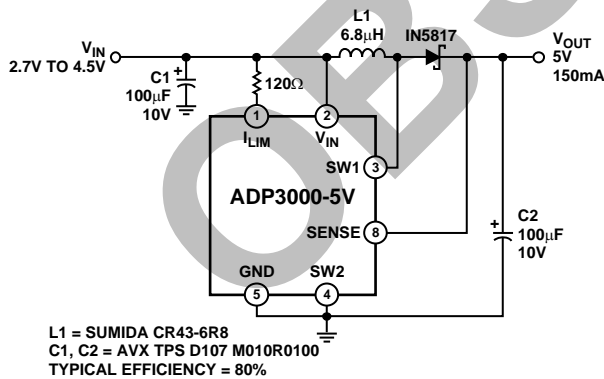 L1
6.8μH
IN5817
VIN
2.7V TO 4.5V
VOUT
5V
150mA
C1 +
100μF
10V
120Ω
1
2
ILIM
VIN
SW1
3
ADP3000-5V
SENSE
8
+
C2
100μF
10V
GND
SW2
5
4
L1 = SUMIDA CR43-6R8
C1, C2 = AVX TPS D107 M010R0100
TYPICAL EFFICIENCY = 80%
OBS